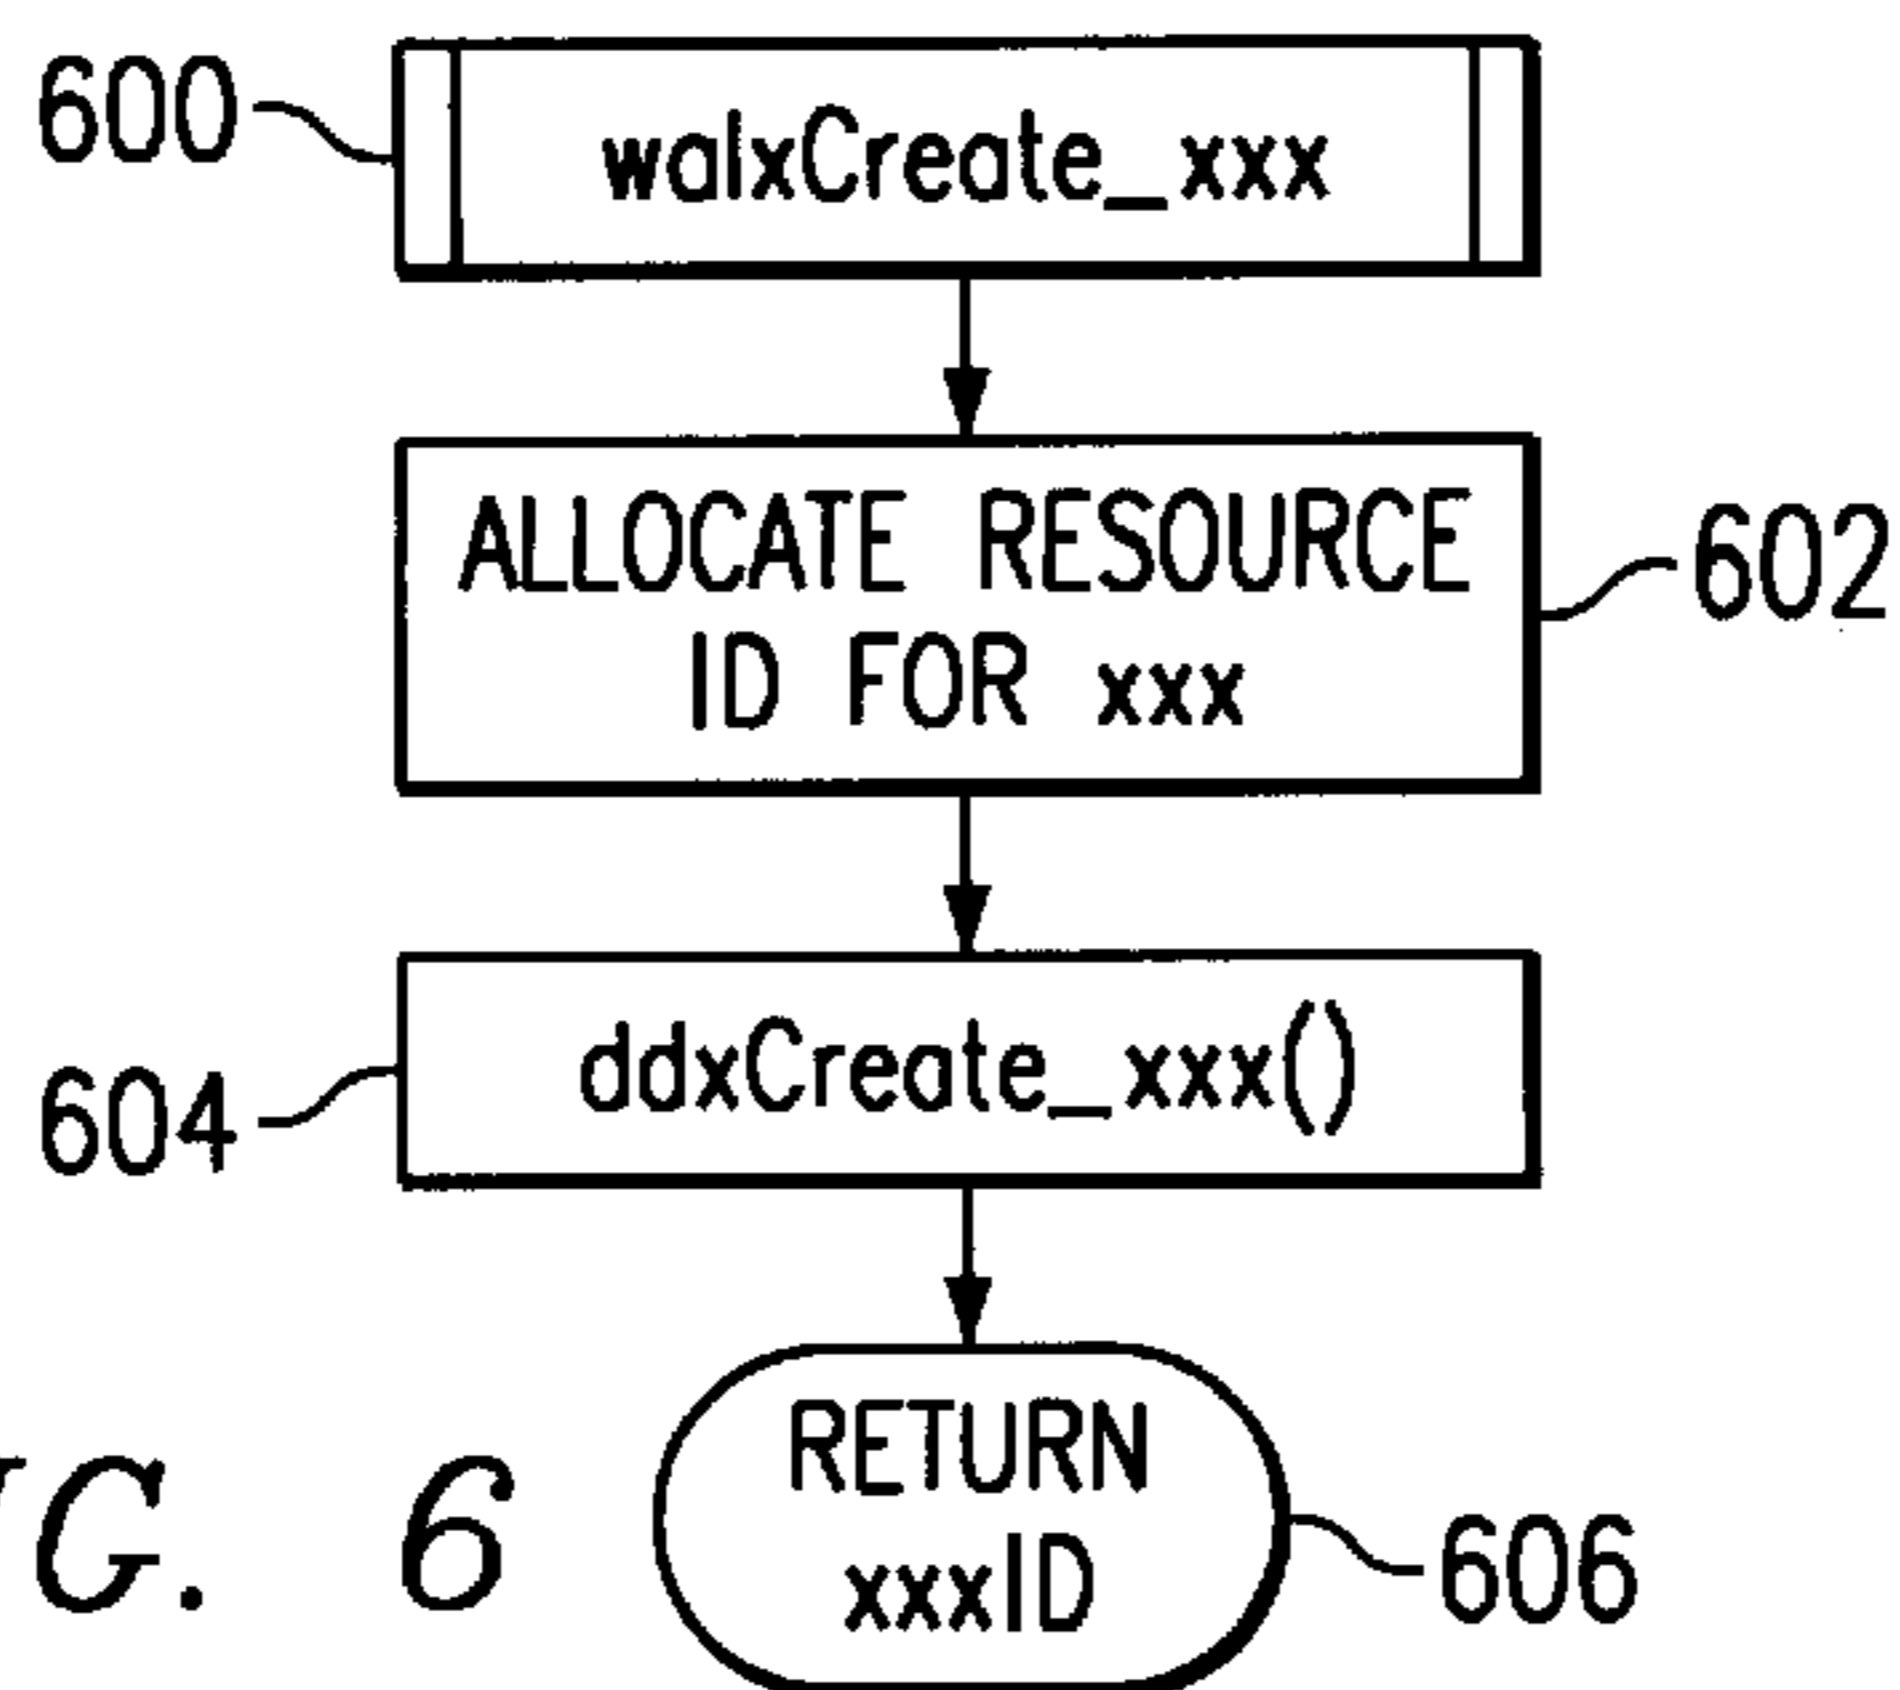 600
walxCreate_xxx
ALLOCATE RESOURCE
ID FOR xxx
602
ddxCreate_xxx()
604
RETURN
xxxID
606
G. 6